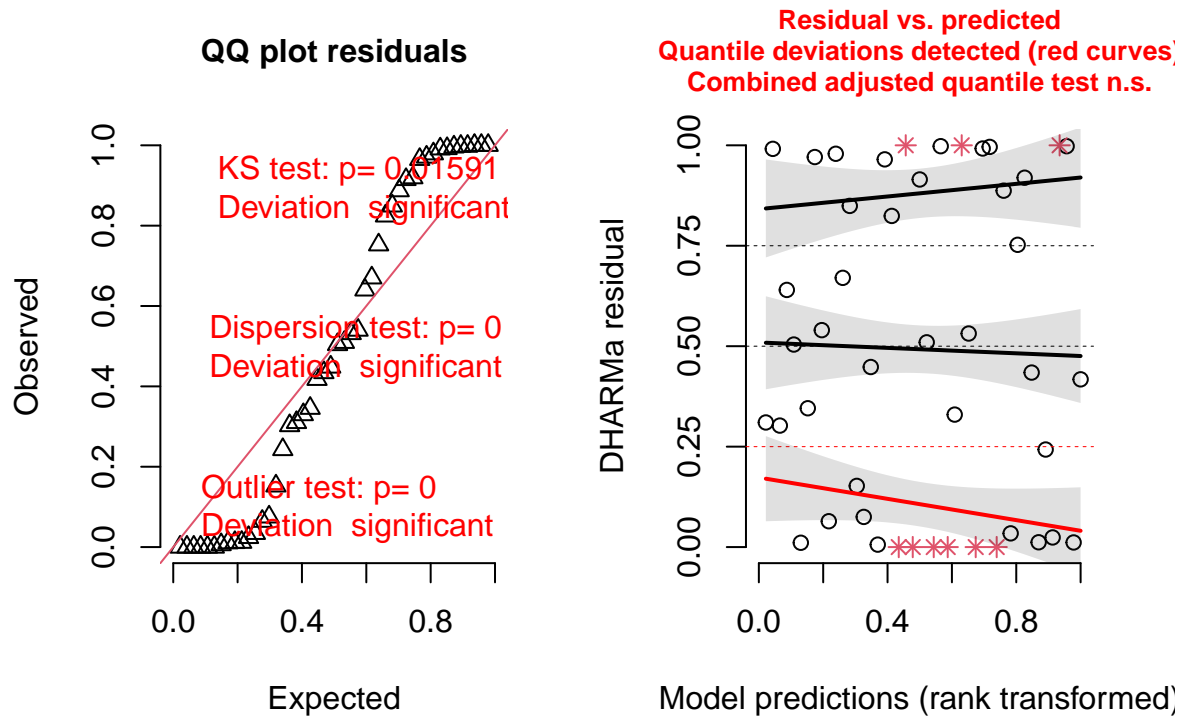 QQ plot residuals
KS test: p= 0.01591
Deviation  significant
Dispersion test: p= 0
Deviation  significant
Outlier test: p= 0
Deviation  significant
Observed
0.0 0.2 0.4 0.6 0.8 1.0
0.0 0.4 0.8
Expected
Residual vs. predicted
Quantile deviations detected (red curves)
Combined adjusted quantile test n.s.
DHARMa residual
0.00 0.25 0.50 0.75 1.00
0.0 0.4 0.8
Model predictions (rank transformed)